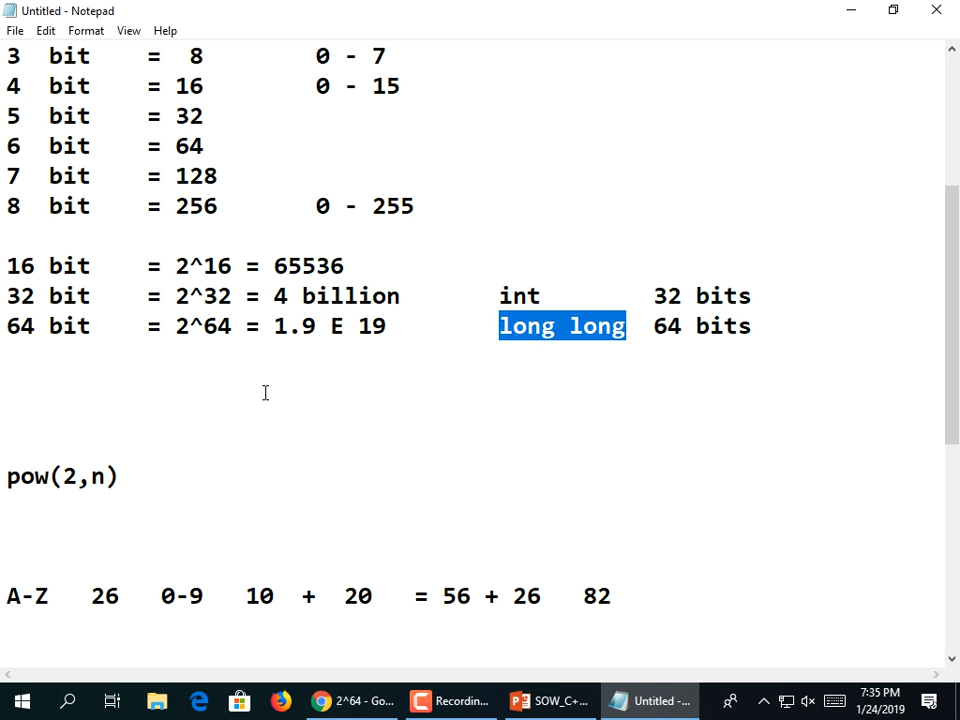 Untitled - Notepad
File Edit Format View Help
3 bit = 8 0 - 7
4 bit = 16 0 - 15
5 bit = 32
6 bit = 64
7 bit = 128
8 bit = 256 0 - 255
16 bit = 2^16 = 65536
32 bit = 2^32 = 4 billion int 32 bits
64 bit = 2^64 = 1.9 E 19 long long 64 bits
pow(2,n)
A-Z 26 0-9 10 + 20 = 56 + 26 82
2^64 - Go... Recording... SOW_C+... Untitled -... 7:35 PM
1/24/2019